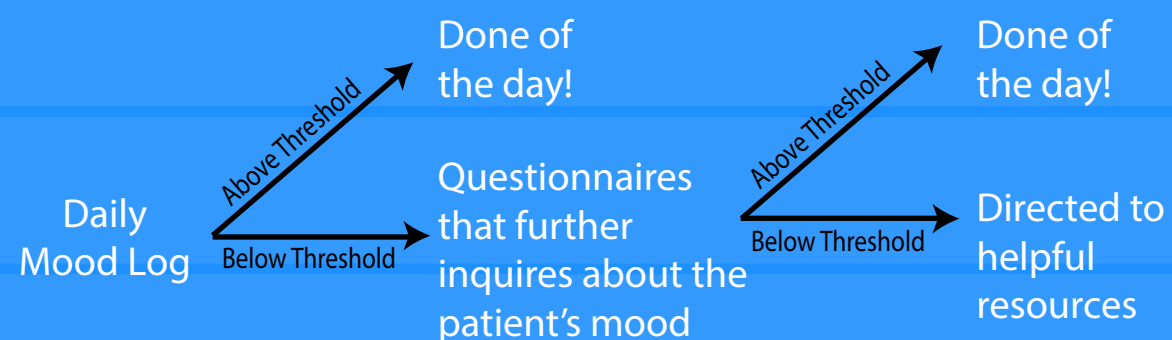 Daily
Mood Log
Above Threshold
Below Threshold
Done of
the day!
Questionnaires
that further
inquires about the
patient’s mood
Above Threshold
Below Threshold
Done of
the day!
Directed to
helpful
resources